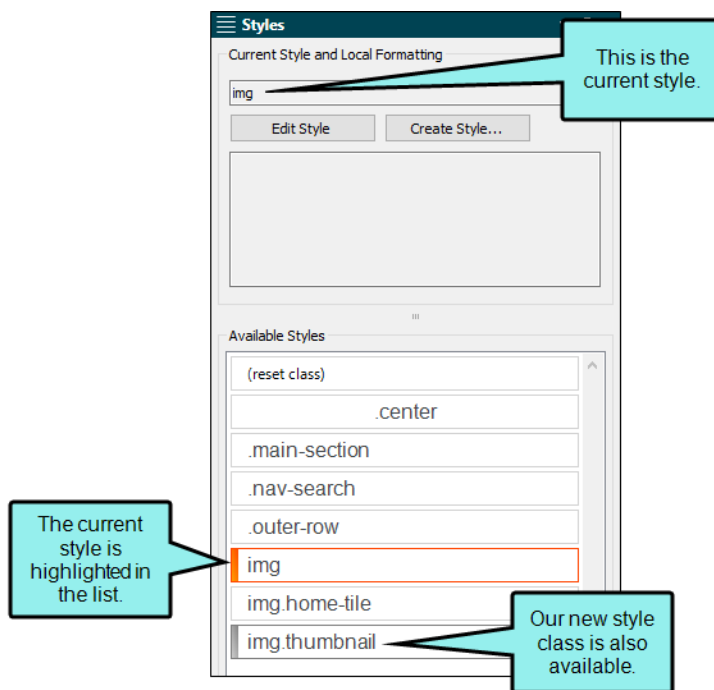 Styles
Current Style and Local Formatting
This is the
current style.
img
Edit Style
Create Style...
Available Styles
(reset class)
.center
.main-section
.nav-search
.outer-row
The current
style is
highlighted in
the list.
img
img.home-tile
img.thumbnail
Our new style
class is also
available.